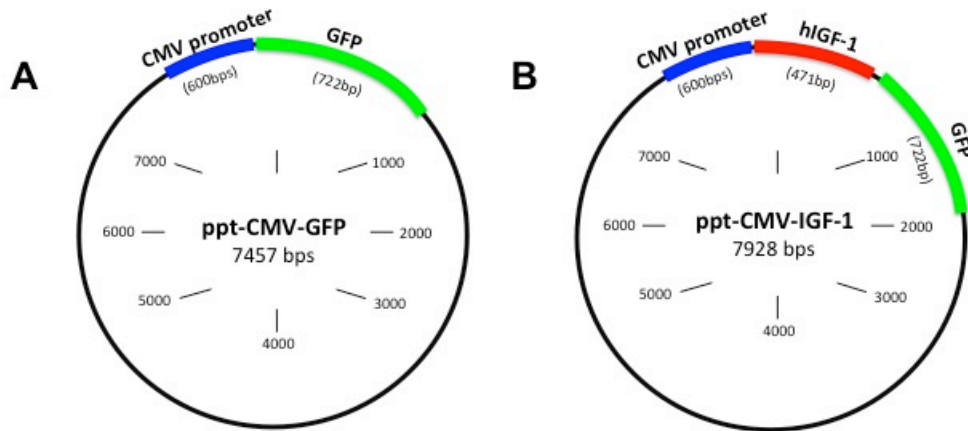 A
CMV promoter
(600bps)
GFP
(722bp)
7000
1000
6000
ppt-CMV-GFP
7457 bps
2000
5000
3000
4000
B
CMV promoter
(600bps)
hIGF-1
(471bp)
GFP
(722bp)
7000
1000
6000
ppt-CMV-IGF-1
7928 bps
2000
5000
3000
4000